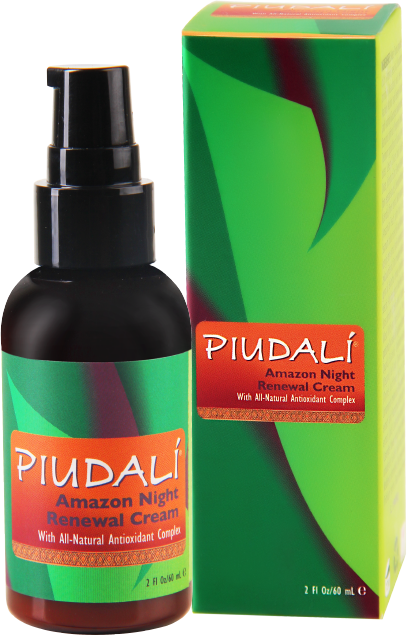 PIUDALÍ
Amazon Night
Renewal Cream
With All-Natural Antioxidant Complex
2 Fl Oz/60 mL ℮
PIUDALÍ®
Amazon Night
Renewal Cream
With All-Natural Antioxidant Complex
2 Fl Oz/60 mL ℮